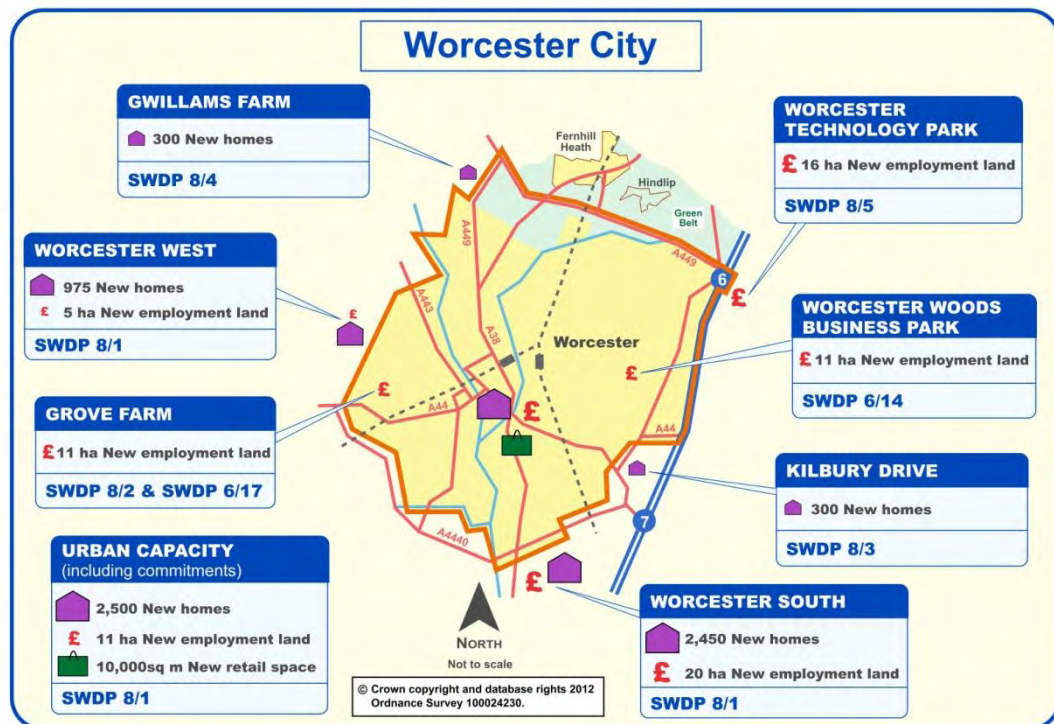 Worcester City
GWILLAMS FARM
300 New homes
SWDP 8/4
WORCESTER WEST
975 New homes
£ 5 ha New employment land
SWDP 8/1
GROVE FARM
£ 11 ha New employment land
SWDP 8/2 & SWDP 6/17
URBAN CAPACITY
(including commitments)
2,500 New homes
£ 11 ha New employment land
10,000sq m New retail space
SWDP 8/1
WORCESTER
TECHNOLOGY PARK
£ 16 ha New employment land
SWDP 8/5
WORCESTER WOODS
BUSINESS PARK
£ 11 ha New employment land
SWDP 6/14
KILBURY DRIVE
300 New homes
SWDP 8/3
WORCESTER SOUTH
2,450 New homes
£ 20 ha New employment land
SWDP 8/1
Fernhill
Heath
Hindlip
Green
Belt
A449
A449
6
£
A443
£
A38
Worcester
£
£
A44
£
A44
7
A4440
£
NORTH
Not to scale
© Crown copyright and database rights 2012
Ordnance Survey 100024230.